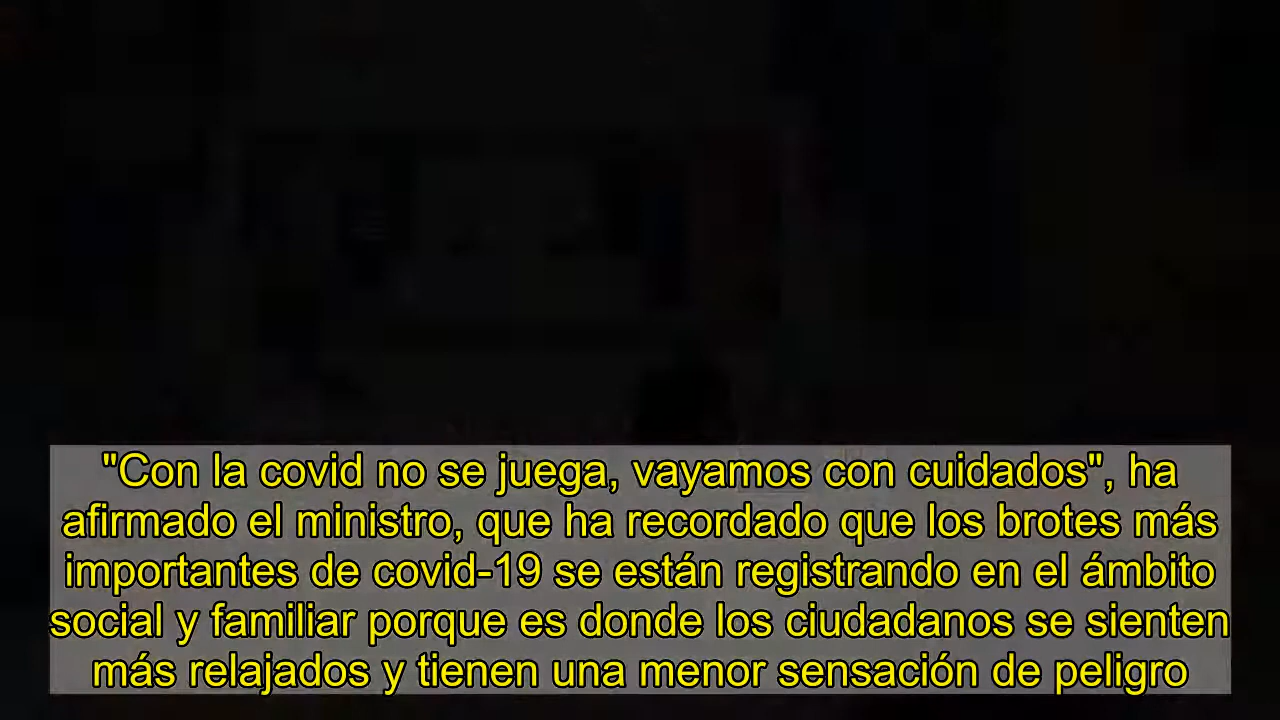 "Con la covid no se juega, vayamos con cuidados", ha
afirmado el ministro, que ha recordado que los brotes más
importantes de covid-19 se están registrando en el ámbito
social y familiar porque es donde los ciudadanos se sienten
más relajados y tienen una menor sensación de peligro